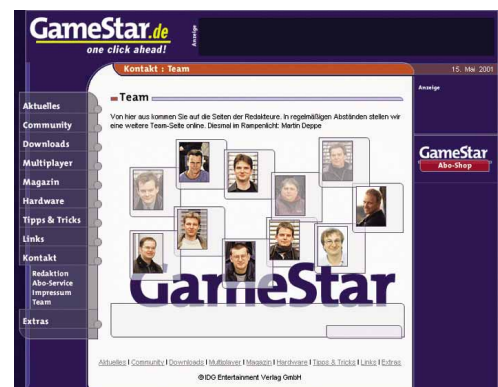 GameStar.de
one click ahead!
Anzeige
Kontakt : Team
15. Mai 2001
Team
Von hier aus kommen Sie auf die Seiten der Redakteure. In regelmäßigen Abständen stellen wir
eine weitere Team-Seite online. Diesmal im Rampenlicht: Martin Deppe
Aktuelles
Community
Downloads
Multiplayer
Magazin
Hardware
Tipps & Tricks
Links
Kontakt
Redaktion
Abo-Service
Impressum
Team
Extras
Anzeige
GameStar
Abo-Shop
GameStar
Aktuelles | Community | Downloads | Multiplayer | Magazin | Hardware | Tipps & Tricks | Links | Extras
©IDG Entertainment Verlag GmbH